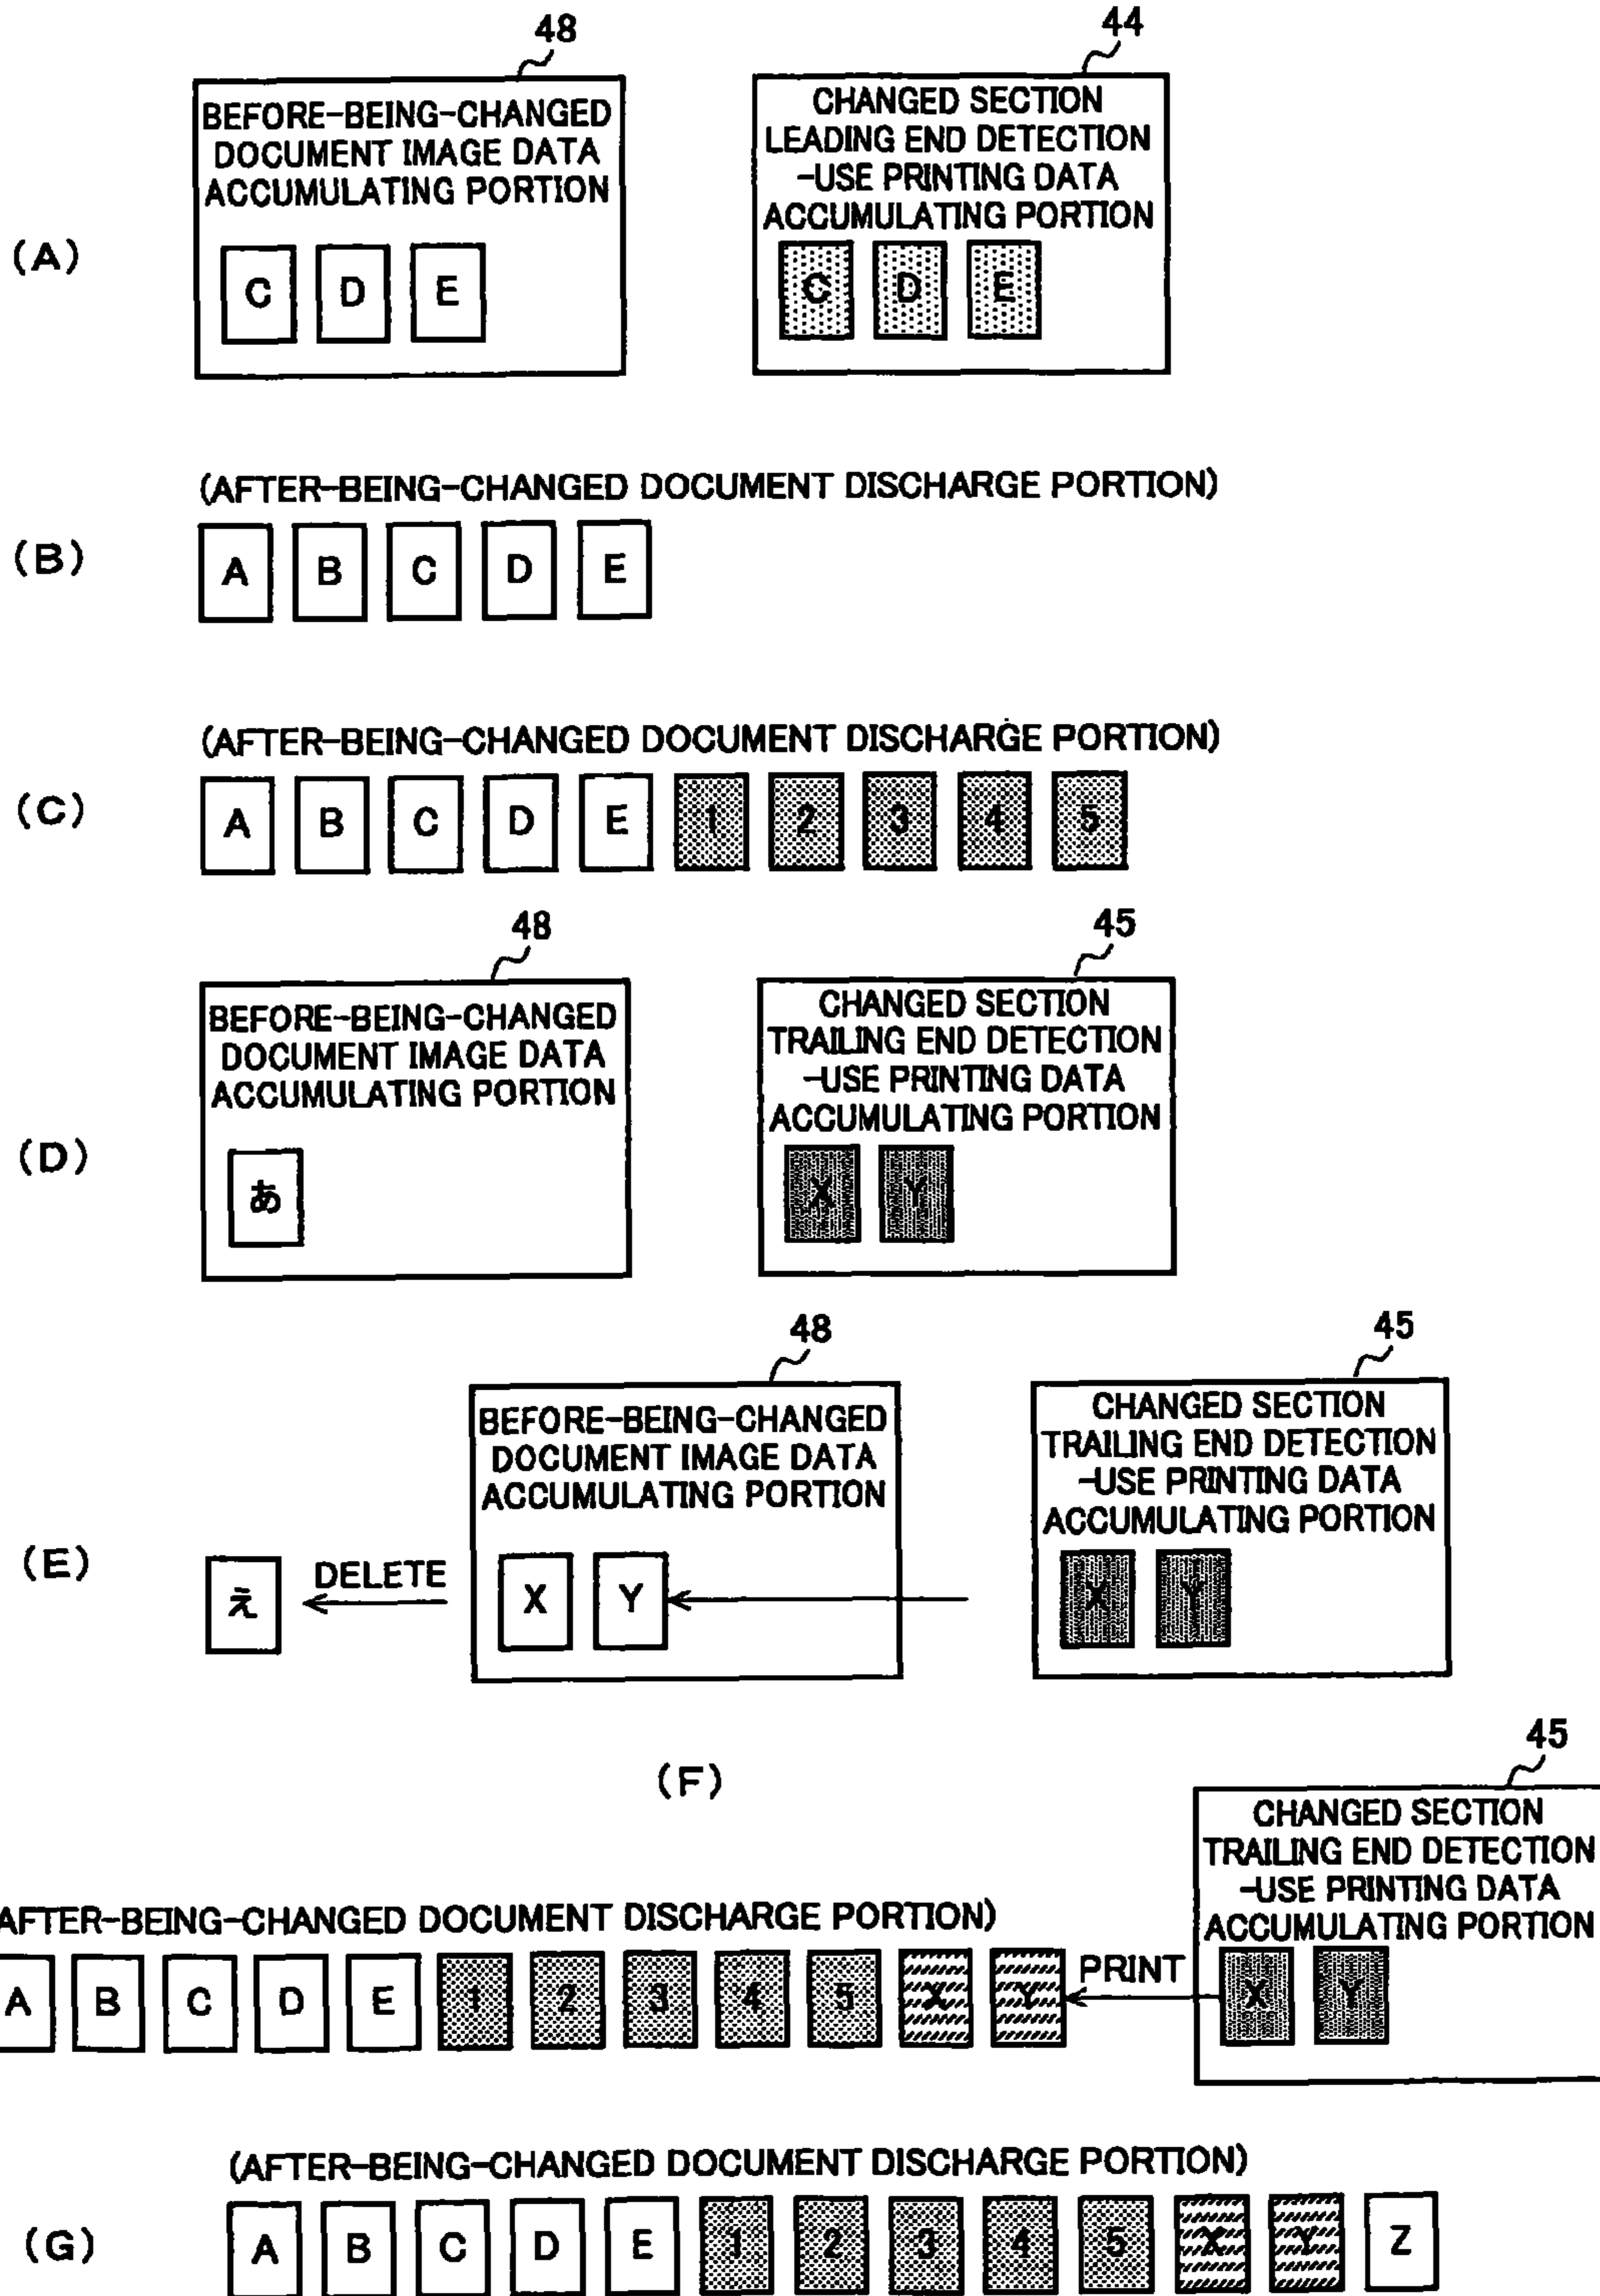 48
44
BEFORE-BEING-CHANGED
DOCUMENT IMAGE DATA
ACCUMULATING PORTION
CHANGED SECTION
LEADING END DETECTION
-USE PRINTING DATA
ACCUMULATING PORTION
(A)
C D E
C D E
(AFTER-BEING-CHANGED DOCUMENT DISCHARGE PORTION)
(B)
A B C D E
(AFTER-BEING-CHANGED DOCUMENT DISCHARGE PORTION)
(C)
A B C D E 1 2 3 4 5
48
45
BEFORE-BEING-CHANGED
DOCUMENT IMAGE DATA
ACCUMULATING PORTION
CHANGED SECTION
TRAILING END DETECTION
-USE PRINTING DATA
ACCUMULATING PORTION
(D)
あ
X Y
48
45
BEFORE-BEING-CHANGED
DOCUMENT IMAGE DATA
ACCUMULATING PORTION
CHANGED SECTION
TRAILING END DETECTION
-USE PRINTING DATA
ACCUMULATING PORTION
(E)
え
DELETE
X Y
X Y
(F)
45
CHANGED SECTION
TRAILING END DETECTION
-USE PRINTING DATA
ACCUMULATING PORTION
AFTER-BEING-CHANGED DOCUMENT DISCHARGE PORTION)
A B C D E 1 2 3 4 5 X Y
PRINT
X Y
(AFTER-BEING-CHANGED DOCUMENT DISCHARGE PORTION)
(G)
A B C D E 1 2 3 4 5 X Y Z